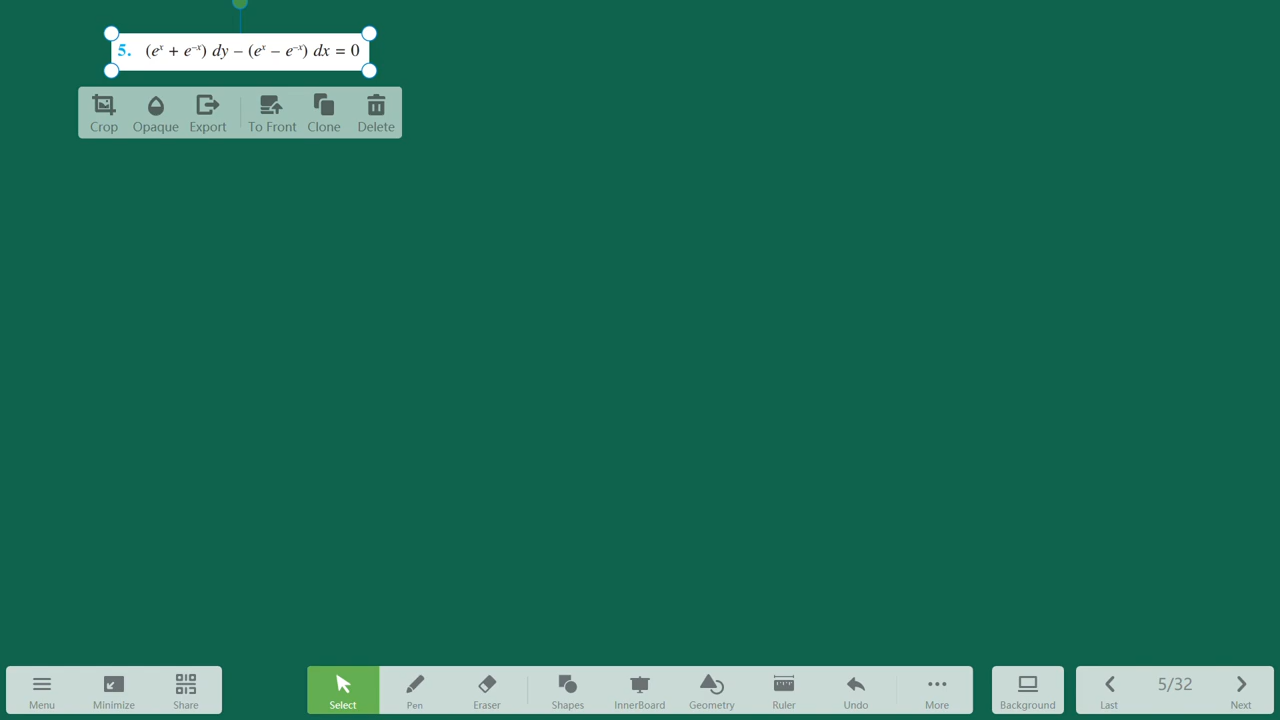 5. (eˣ + e⁻ˣ) dy – (eˣ – e⁻ˣ) dx = 0
Crop Opaque Export To Front Clone Delete
Menu Minimize Share Select Pen Eraser Shapes InnerBoard Geometry Ruler Undo More Background Last 5/32 Next